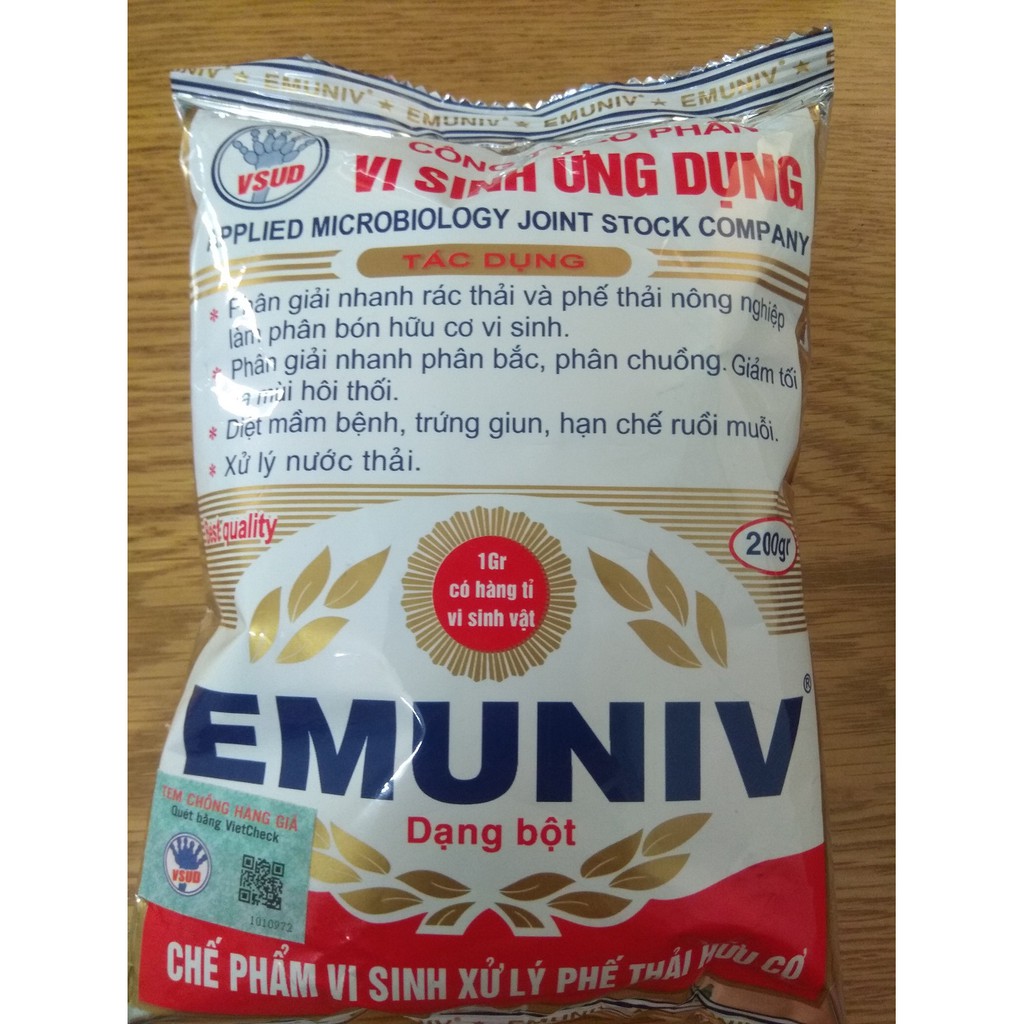 EMUNIV ★ EMUNIV ★ EMUNIV ★ EMUNIV
VSUD
VI SINH ỨNG DỤNG
APPLIED MICROBIOLOGY JOINT STOCK COMPANY
TÁC DỤNG
* Phân giải nhanh rác thải và phế thải nông nghiệp
làm phân bón hữu cơ vi sinh.
* Phân giải nhanh phân bắc, phân chuồng. Giảm tối
mùi hôi thối.
* Diệt mầm bệnh, trứng giun, hạn chế ruồi muỗi.
* Xử lý nước thải.
Best quality
200gr
1Gr
có hàng tỉ
vi sinh vật
EMUNIV®
Dạng bột
TEM CHỐNG HÀNG GIẢ
Quét bằng VietCheck
VSUD
1010972
CHẾ PHẨM VI SINH XỬ LÝ PHẾ THẢI HỮU CƠ